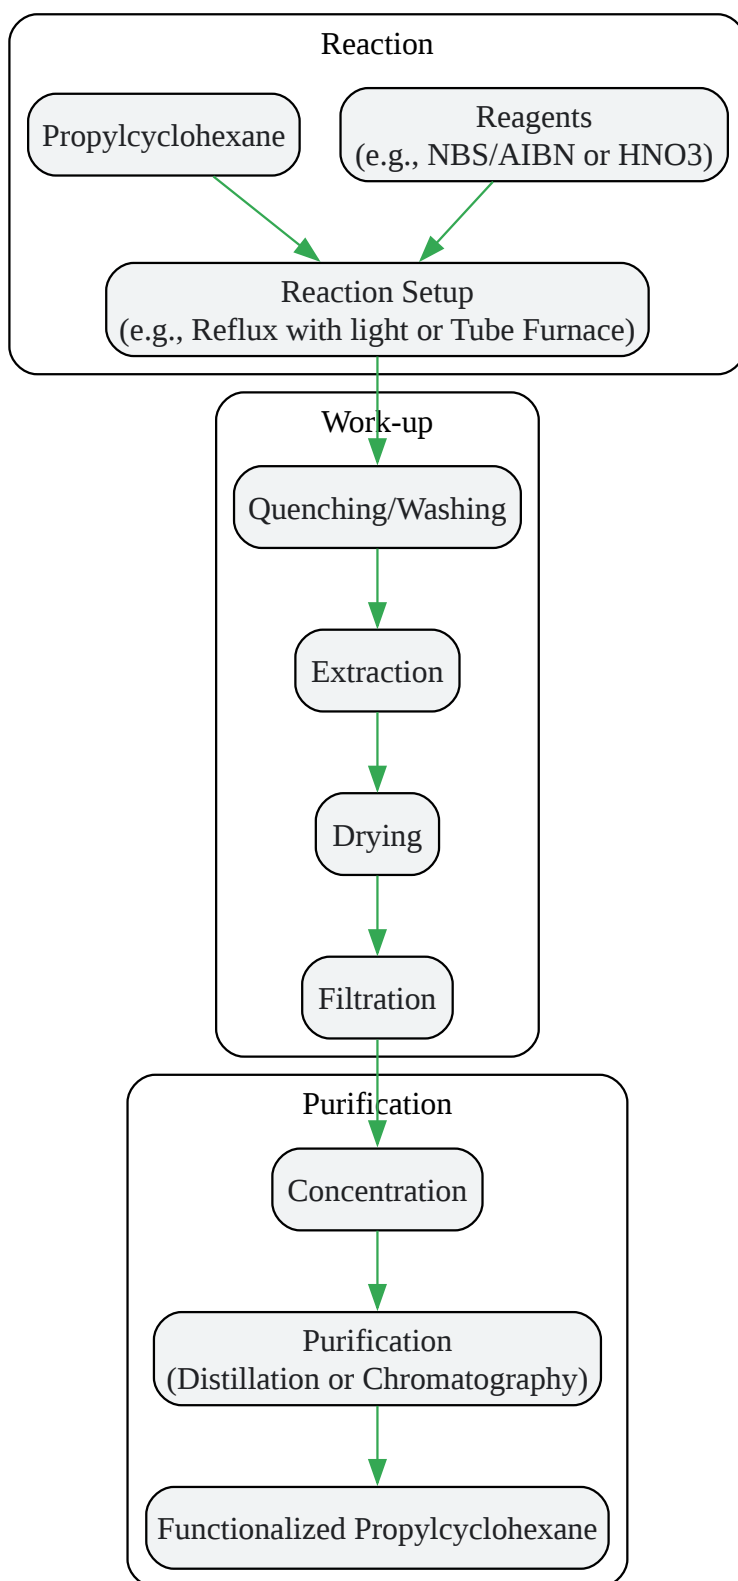 Reaction
Propylcyclohexane
Reagents
(e.g., NBS/AIBN or HNO3)
Reaction Setup
(e.g., Reflux with light or Tube Furnace)
Work-up
Quenching/Washing
Extraction
Drying
Filtration
Purification
Concentration
Purification
(Distillation or Chromatography)
Functionalized Propylcyclohexane